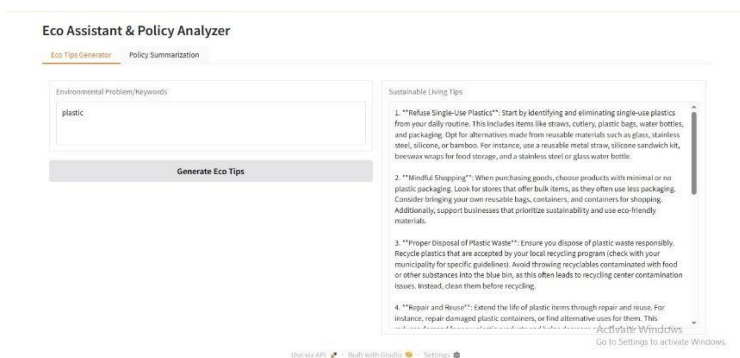 Eco Assistant & Policy Analyzer
Eco Tips Generator Policy Summarization
Environmental Problem/Keywords
plastic
Generate Eco Tips
Sustainable Living Tips
1. **Refuse Single-Use Plastics**: Start by identifying and eliminating single-use plastics
from your daily routine. This includes items like straws, cutlery, plastic bags, water bottles,
and packaging. Opt for alternatives made from reusable materials such as glass, stainless
steel, silicone, or bamboo. For instance, use a reusable metal straw, silicone sandwich kit,
beeswax wraps for food storage, and a stainless steel or glass water bottle.
2. **Mindful Shopping**: When purchasing goods, choose products with minimal or no
plastic packaging. Look for stores that offer bulk items, as they often use less packaging.
Consider bringing your own reusable bags, containers, and containers for shopping.
Additionally, support businesses that prioritize sustainability and use eco-friendly
materials.
3. **Proper Disposal of Plastic Waste**: Ensure you dispose of plastic waste responsibly.
Recycle plastics that are accepted by your local recycling program (check with your
municipality for specific guidelines). Avoid throwing recyclables contaminated with food
or other substances into the blue bin, as this often leads to recycling center contamination
issues. Instead, clean them before recycling.
4. **Repair and Reuse**: Extend the life of plastic items through repair and reuse. For
instance, repair damaged plastic containers, or find alternative uses for them. This
Activate Windows
Go to Settings to activate Windows.
Use via API · Built with Gradio · Settings